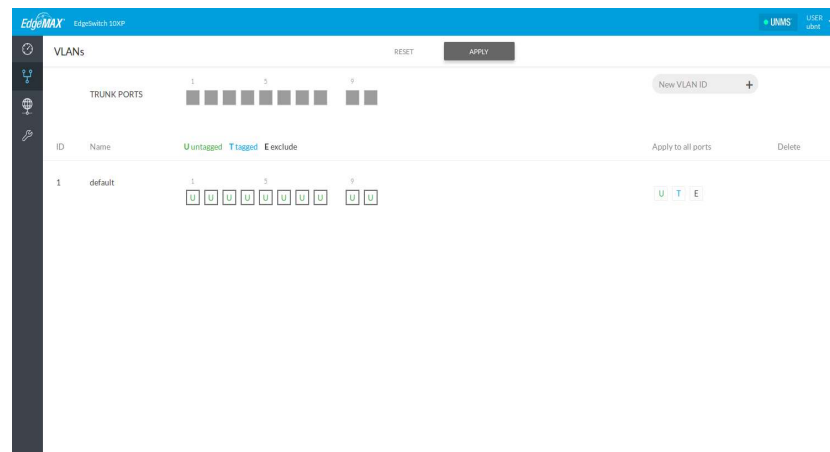 EdgeMAX EdgeSwitch 10XP UNMS USER
ubnt
VLANs RESET APPLY
1 5 9
TRUNK PORTS
New VLAN ID +
ID Name U untagged T tagged E exclude Apply to all ports Delete
1 default 1 5 9
U U U U U U U U U U
U T E